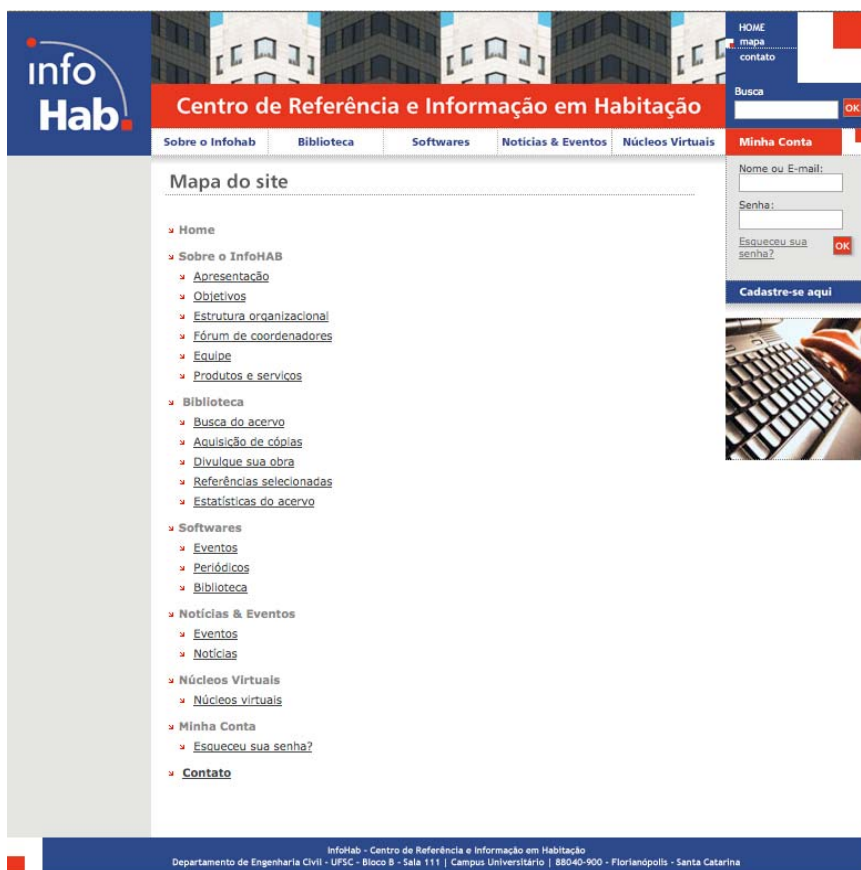 info
Hab
HOME
mapa
contato
Busca
OK
Centro de Referência e Informação em Habitação
Sobre o Infohab
Biblioteca
Softwares
Notícias & Eventos
Núcleos Virtuais
Minha Conta
Nome ou E-mail:
Senha:
Esqueceu sua
senha?
OK
Cadastre-se aqui
Mapa do site
Home
Sobre o InfoHAB
Apresentação
Objetivos
Estrutura organizacional
Fórum de coordenadores
Equipe
Produtos e serviços
Biblioteca
Busca do acervo
Aquisição de cópias
Divulgue sua obra
Referências selecionadas
Estatísticas do acervo
Softwares
Eventos
Periódicos
Biblioteca
Notícias & Eventos
Eventos
Notícias
Núcleos Virtuais
Núcleos virtuais
Minha Conta
Esqueceu sua senha?
Contato
InfoHab - Centro de Referência e Informação em Habitação
Departamento de Engenharia Civil - UFSC - Bloco B - Sala 111 | Campus Universitário | 88040-900 - Florianópolis - Santa Catarina